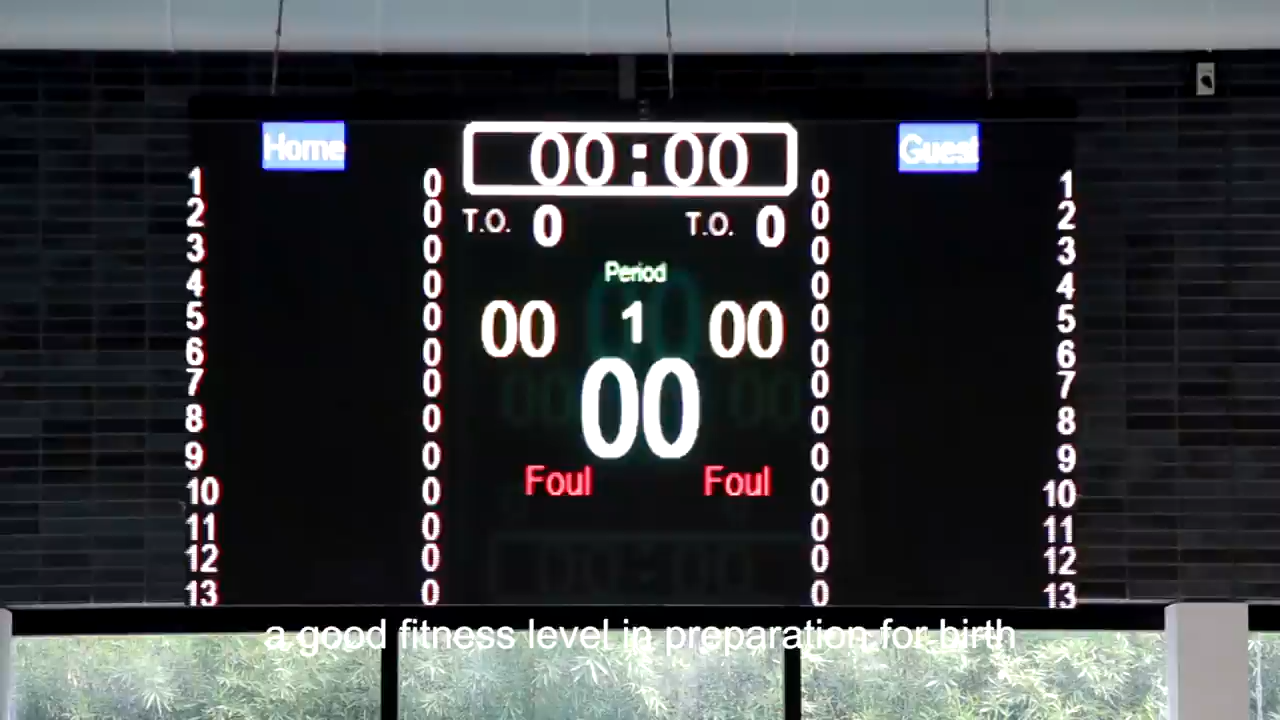 Home 00:00 Guest
1 0 0 1
2 0 T.O. 0 T.O. 0 0 2
3 0 0 3
Period
4 0 0 4
5 0 00 1 00 0 5
6 0 0 6
7 0 0 7
00
8 0 0 8
9 0 0 9
Foul Foul
10 0 0 10
11 0 0 11
12 0 0 12
13 0 0 13
a good fitness level in preparation for birth